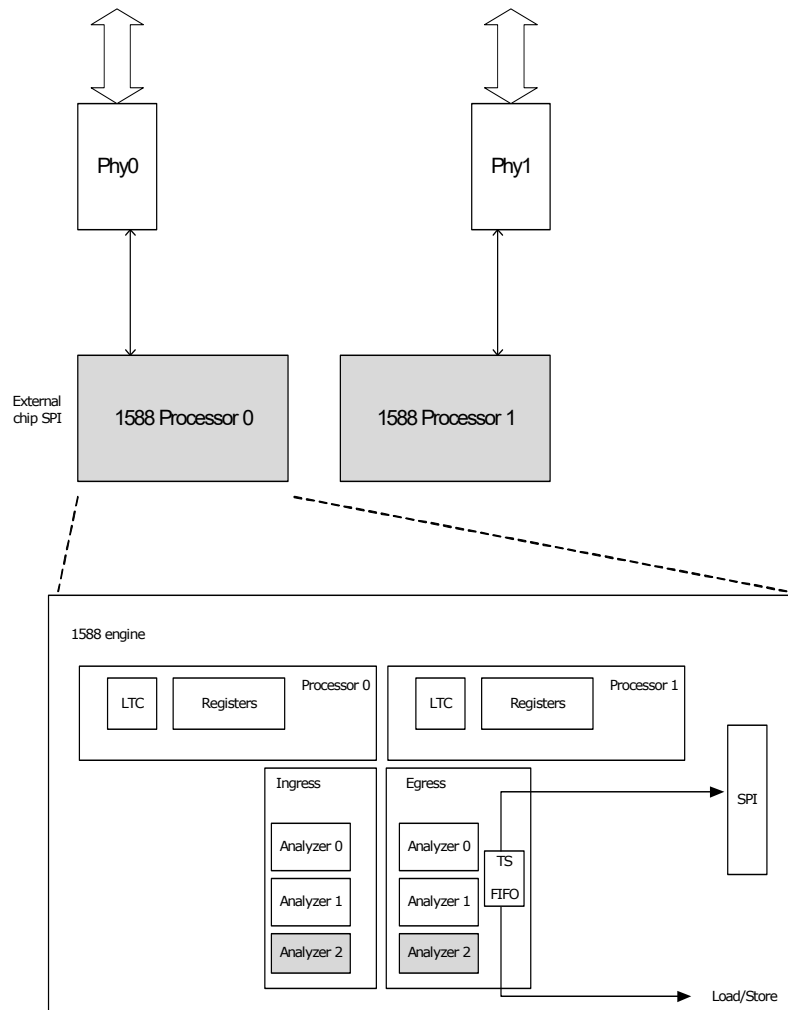 Phy0
Phy1
External
chip SPI
1588 Processor 0
1588 Processor 1
1588 engine
Processor 0
LTC
Registers
Processor 1
LTC
Registers
Ingress
Analyzer 0
Analyzer 1
Analyzer 2
Egress
Analyzer 0
Analyzer 1
Analyzer 2
TS
FIFO
SPI
Load/Store